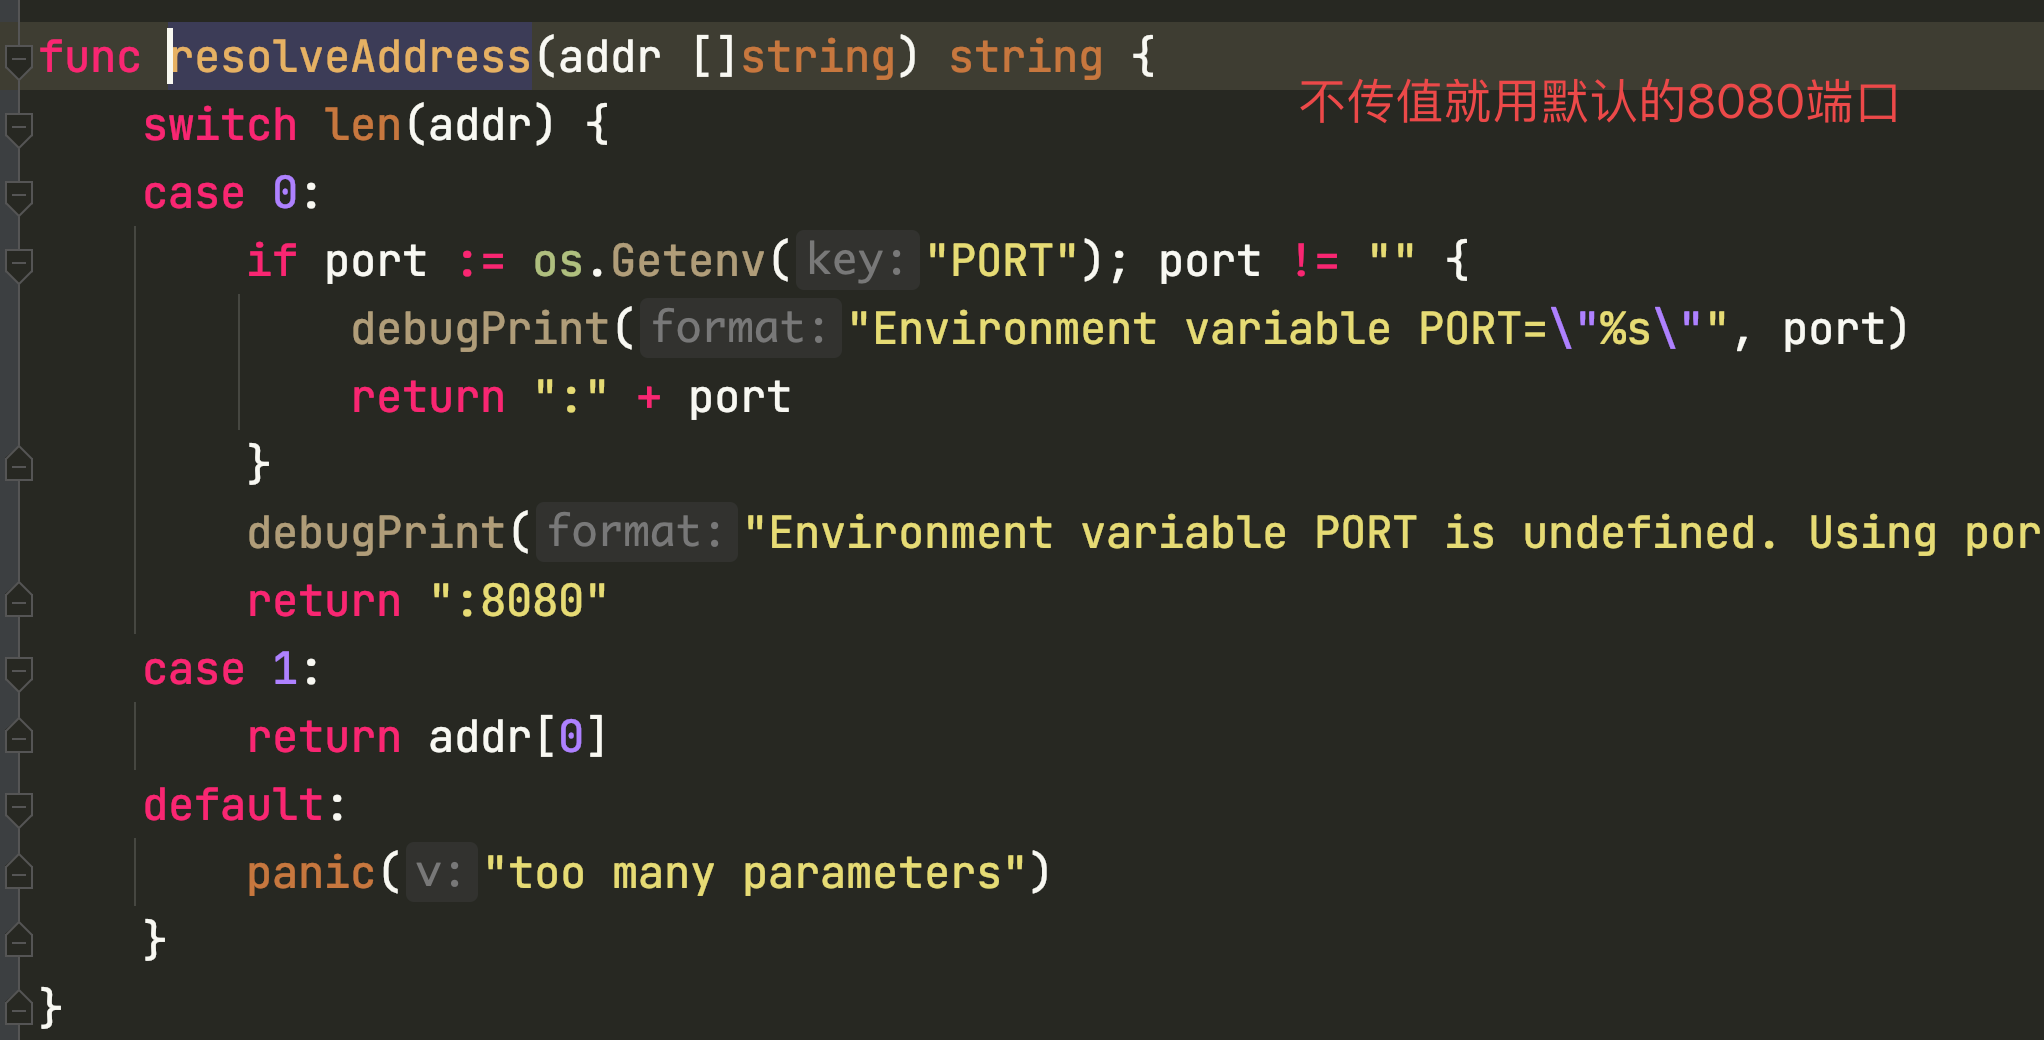 func resolveAddress(addr []string) string {
不传值就用默认的8080端口
switch len(addr) {
case 0:
if port := os.Getenv( key: "PORT"); port != "" {
debugPrint( format: "Environment variable PORT=\"%s\"", port)
return ":" + port
}
debugPrint( format: "Environment variable PORT is undefined. Using por
return ":8080"
case 1:
return addr[0]
default:
panic( v: "too many parameters")
}
}